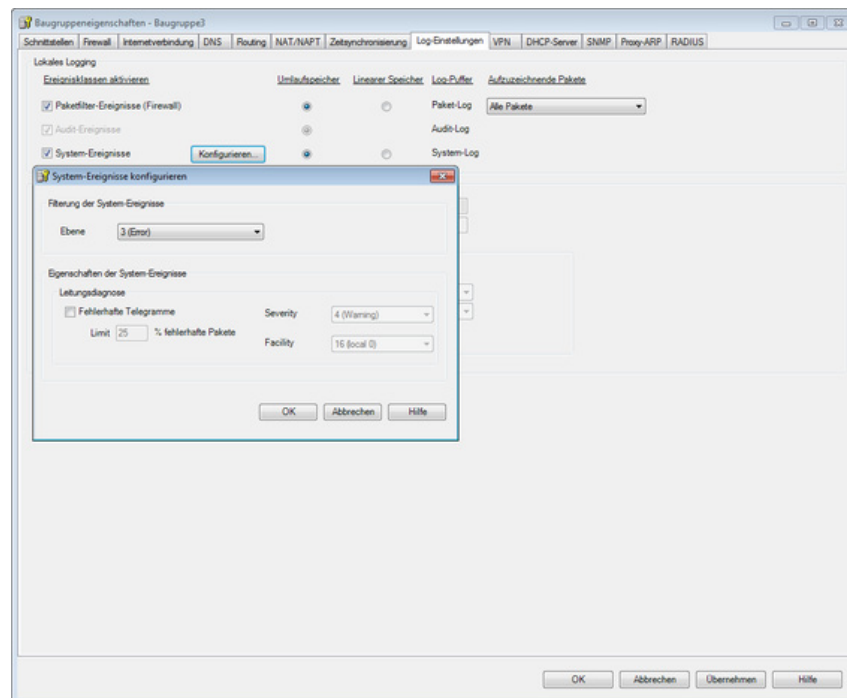 Baugruppeneigenschaften - Baugruppe3
Schnittstellen Firewall Internetverbindung DNS Routing NAT/NAPT Zeitsynchronisierung Log-Einstellungen VPN DHCP-Server SNMP Proxy-ARP RADIUS
Lokales Logging
Ereignisklassen aktivieren Umlaufspeicher Linearer Speicher Log-Puffer Aufzuzeichnende Pakete
Paketfilter-Ereignisse (Firewall) Paket-Log Alle Pakete
Audit-Ereignisse Audit-Log
System-Ereignisse Konfigurieren... System-Log
System-Ereignisse konfigurieren
Filterung der System-Ereignisse
Ebene 3 (Error)
Eigenschaften der System-Ereignisse
Leitungsdiagnose
Fehlerhafte Telegramme Severity 4 (Warning)
Limit 25 % fehlerhafte Pakete
Facility 16 (local 0)
OK Abbrechen Hilfe
OK Abbrechen Übernehmen Hilfe